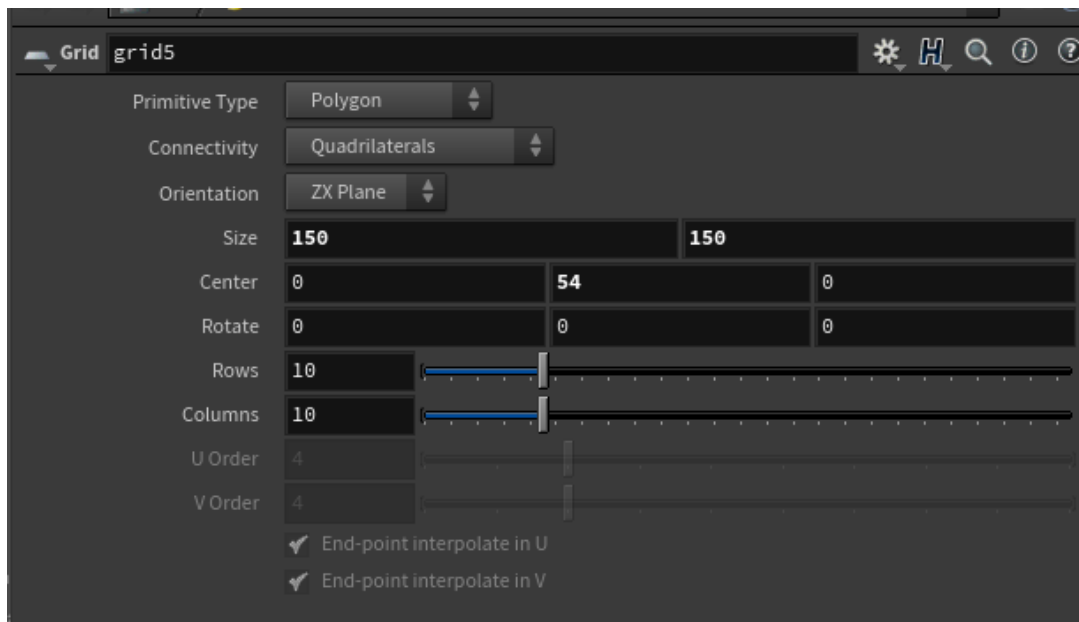 Grid grid5
Primitive Type Polygon
Connectivity Quadrilaterals
Orientation ZX Plane
Size 150 150
Center 0 54 0
Rotate 0 0 0
Rows 10
Columns 10
U Order 4
V Order 4
End-point interpolate in U
End-point interpolate in V